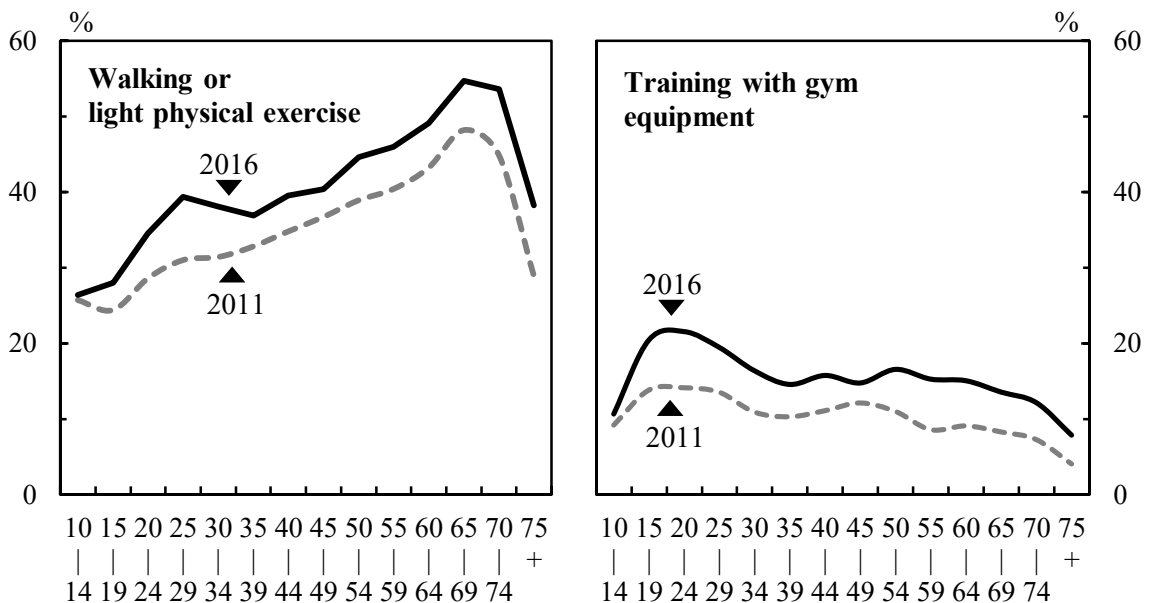 %
60
Walking or
light physical exercise
2016
40
2011
20
0
10 15 20 25 30 35 40 45 50 55 60 65 70 75
| | | | | | | | | | | | | +
14 19 24 29 34 39 44 49 54 59 64 69 74
%
60
Training with gym
equipment
40
2016
20
2011
0
10 15 20 25 30 35 40 45 50 55 60 65 70 75
| | | | | | | | | | | | | +
14 19 24 29 34 39 44 49 54 59 64 69 74